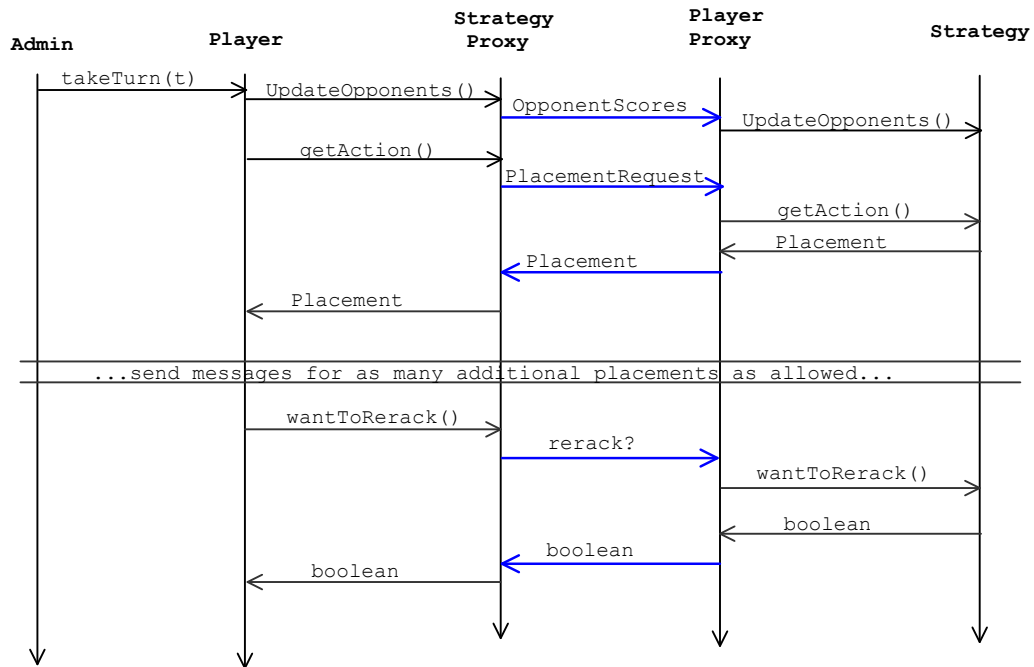 Admin
Player
Strategy
Proxy
Player
Proxy
Strategy
takeTurn(t)
UpdateOpponents()
OpponentScores
UpdateOpponents()
getAction()
PlacementRequest
getAction()
Placement
Placement
Placement
...send messages for as many additional placements as allowed...
wantToRerack()
rerack?
wantToRerack()
boolean
boolean
boolean